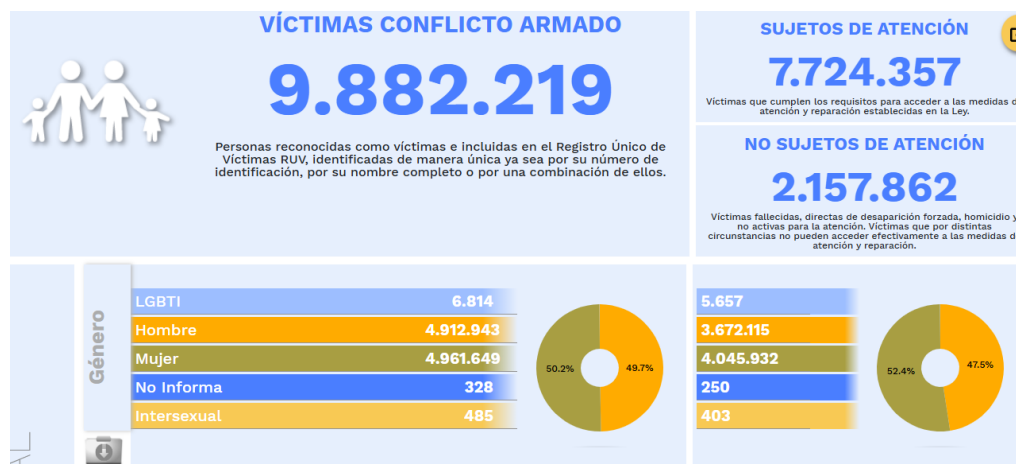 VÍCTIMAS CONFLICTO ARMADO
9.882.219
Personas reconocidas como víctimas e incluidas en el Registro Único de
Víctimas RUV, identificadas de manera única ya sea por su número de
identificación, por su nombre completo o por una combinación de ellos.
SUJETOS DE ATENCIÓN
7.724.357
Víctimas que cumplen los requisitos para acceder a las medidas d
atención y reparación establecidas en la Ley.
NO SUJETOS DE ATENCIÓN
2.157.862
Víctimas fallecidas, directas de desaparición forzada, homicidio y
no activas para la atención. Víctimas que por distintas
circunstancias no pueden acceder efectivamente a las medidas d
atención y reparación.
Género
LGBTI 6.814
Hombre 4.912.943
Mujer 4.961.649
No Informa 328
Intersexual 485
50.2% 49.7%
5.657
3.672.115
4.045.932
250
403
52.4% 47.5%